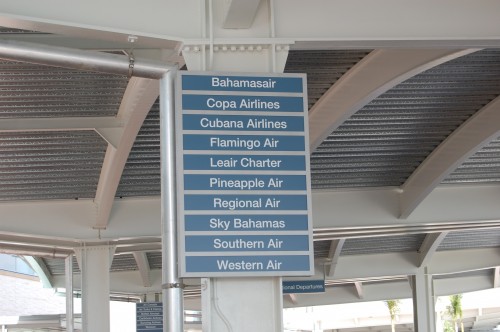 Bahamasair
Copa Airlines
Cubana Airlines
Flamingo Air
Leair Charter
Pineapple Air
Regional Air
Sky Bahamas
Southern Air
Western Air
Departures